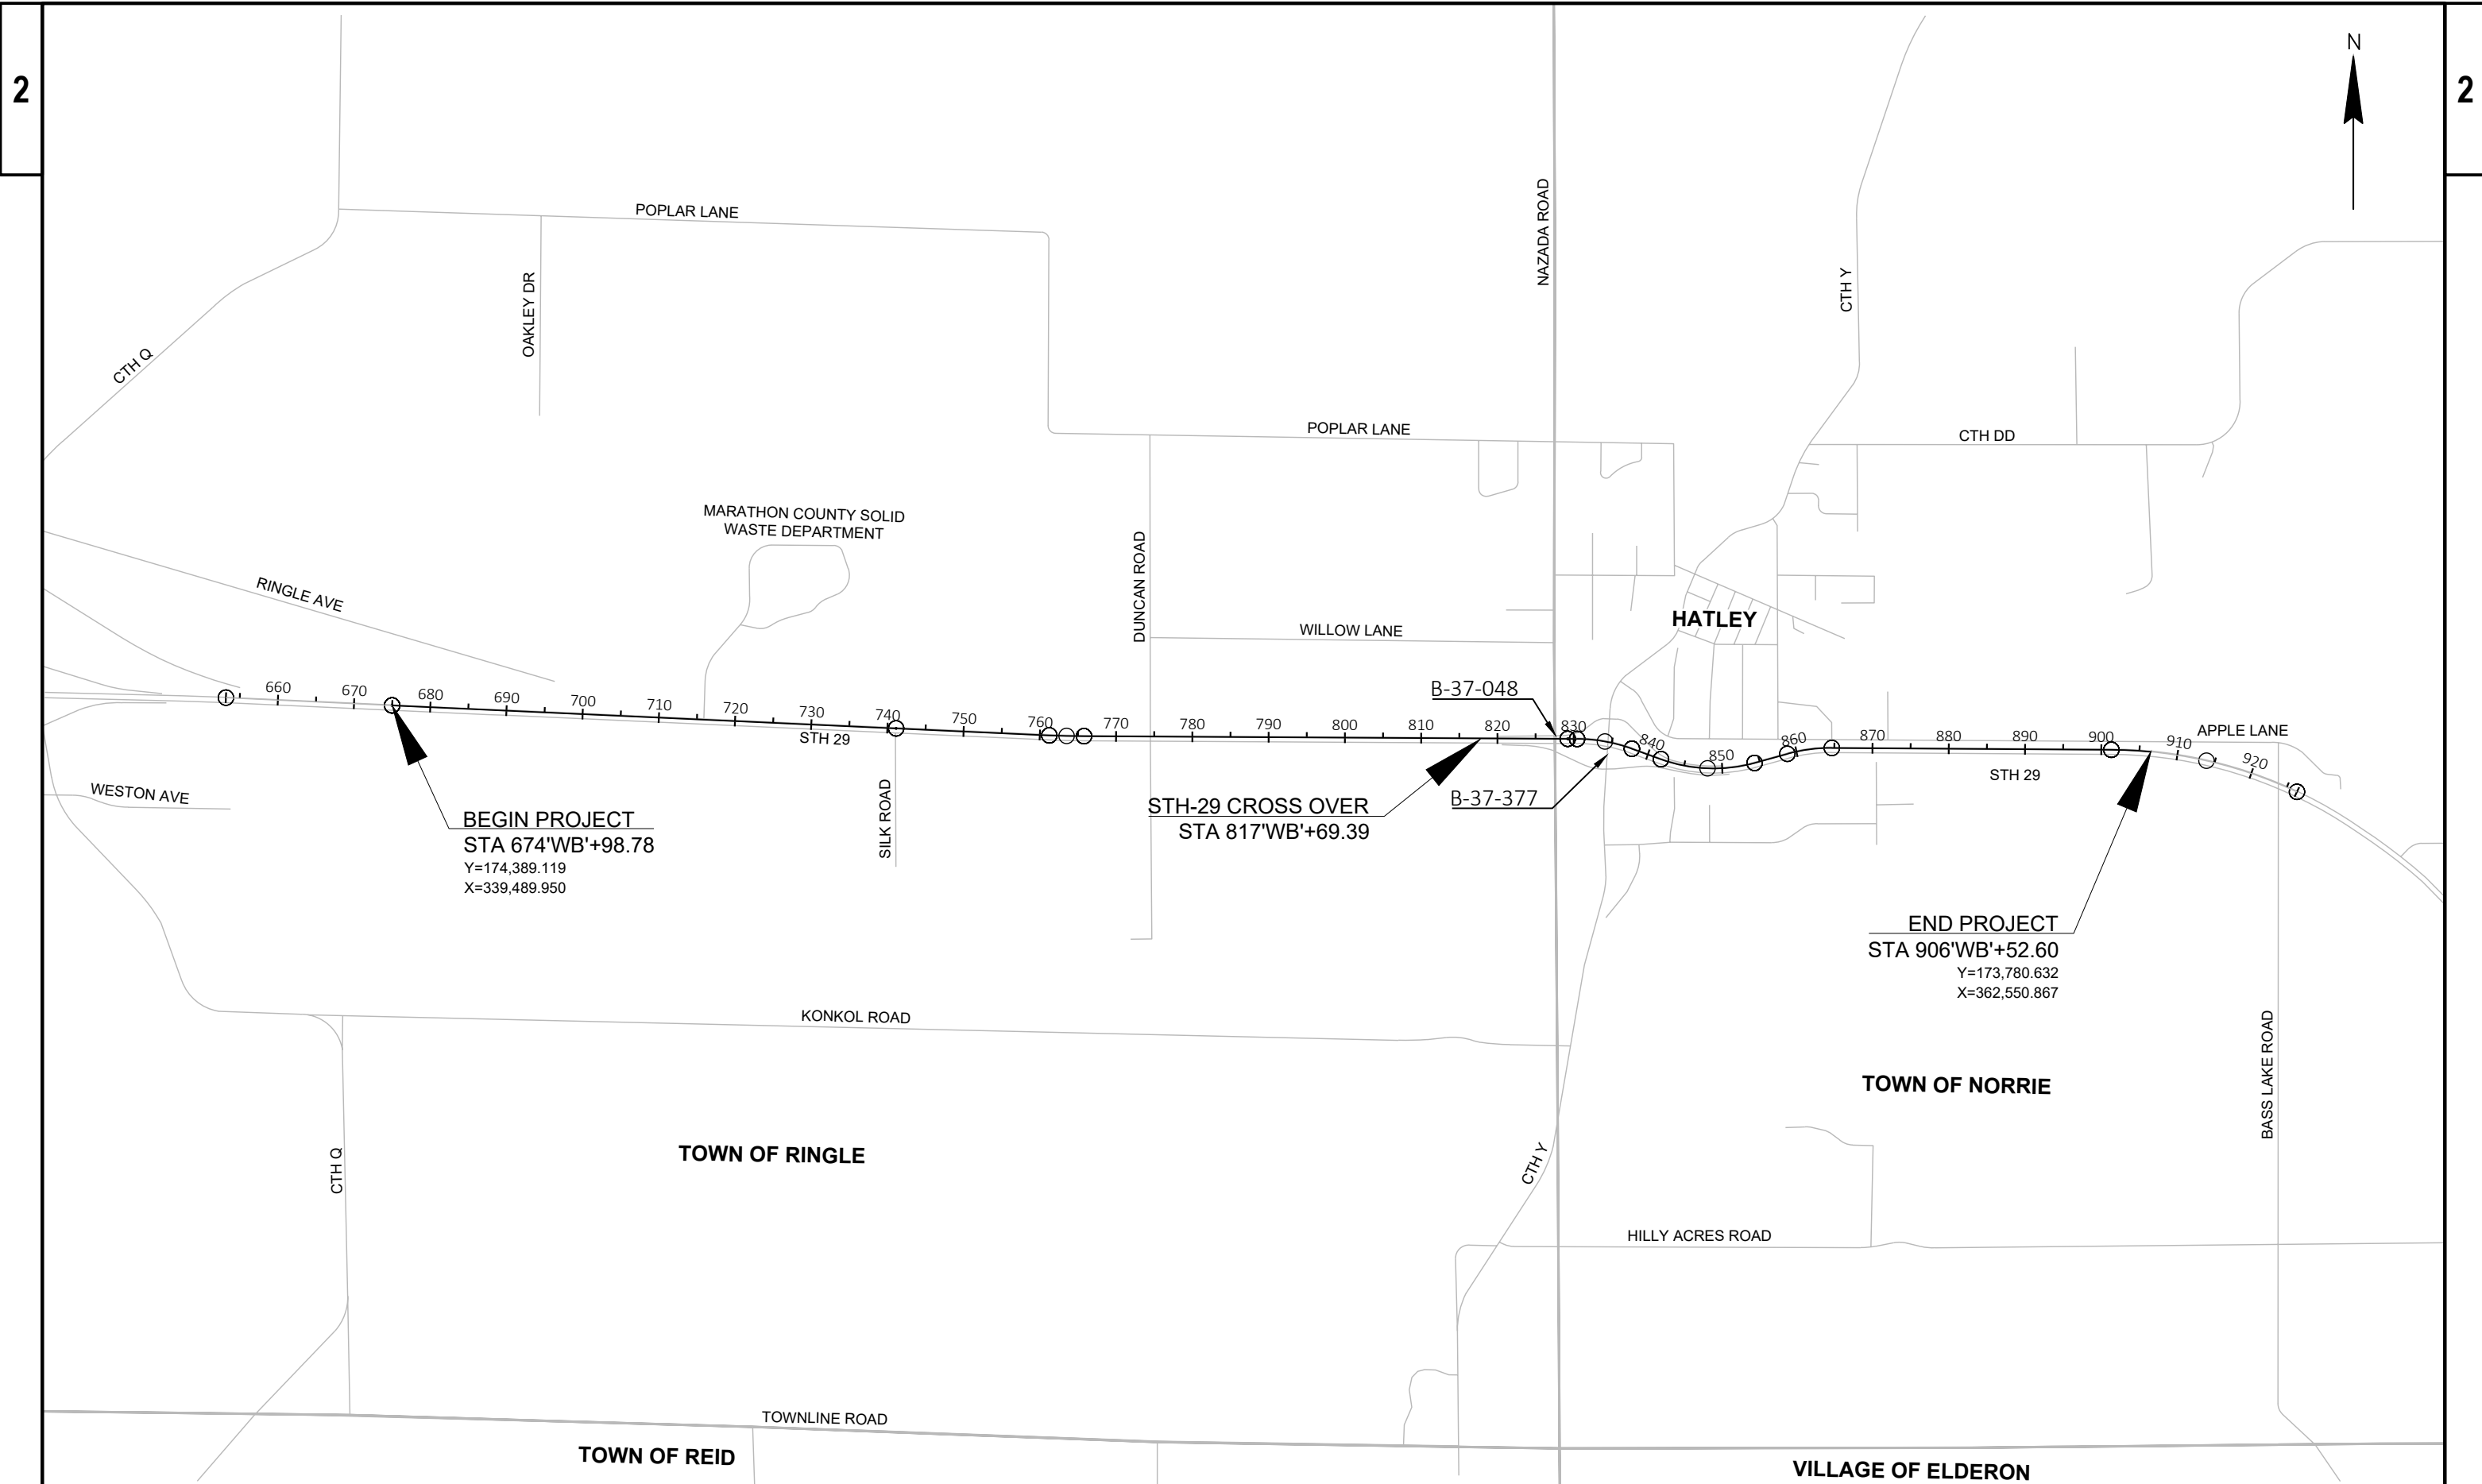 2
2
N
POPLAR LANE
NAZADA ROAD
OAKLEY DR
CTH Y
CTH Q
POPLAR LANE
CTH DD
MARATHON COUNTY SOLID
WASTE DEPARTMENT
DUNCAN ROAD
RINGLE AVE
HATLEY
WILLOW LANE
B-37-048
660
670
680
690
700
710
720
730
740
750
760
770
780
790
800
810
820
830
840
850
860
870
880
890
900
910
920
APPLE LANE
STH 29
STH 29
WESTON AVE
SILK ROAD
BEGIN PROJECT
STA 674'WB'+98.78
Y=174,389.119
X=339,489.950
STH-29 CROSS OVER
STA 817'WB'+69.39
B-37-377
END PROJECT
STA 906'WB'+52.60
Y=173,780.632
X=362,550.867
KONKOL ROAD
BASS LAKE ROAD
TOWN OF NORRIE
TOWN OF RINGLE
CTH Q
CTH Y
HILLY ACRES ROAD
TOWNLINE ROAD
TOWN OF REID
VILLAGE OF ELDERON